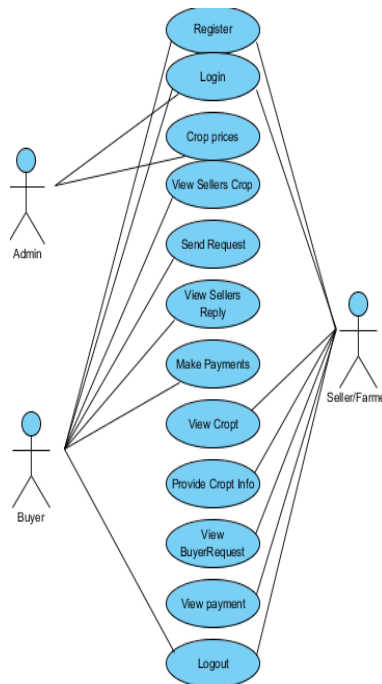 Register
Login
Crop prices
View Sellers Crop
Admin
Send Request
View Sellers
Reply
Seller/Farme
Make Payments
View Cropt
Provide Cropt Info
Buyer
View
BuyerRequest
View payment
Logout